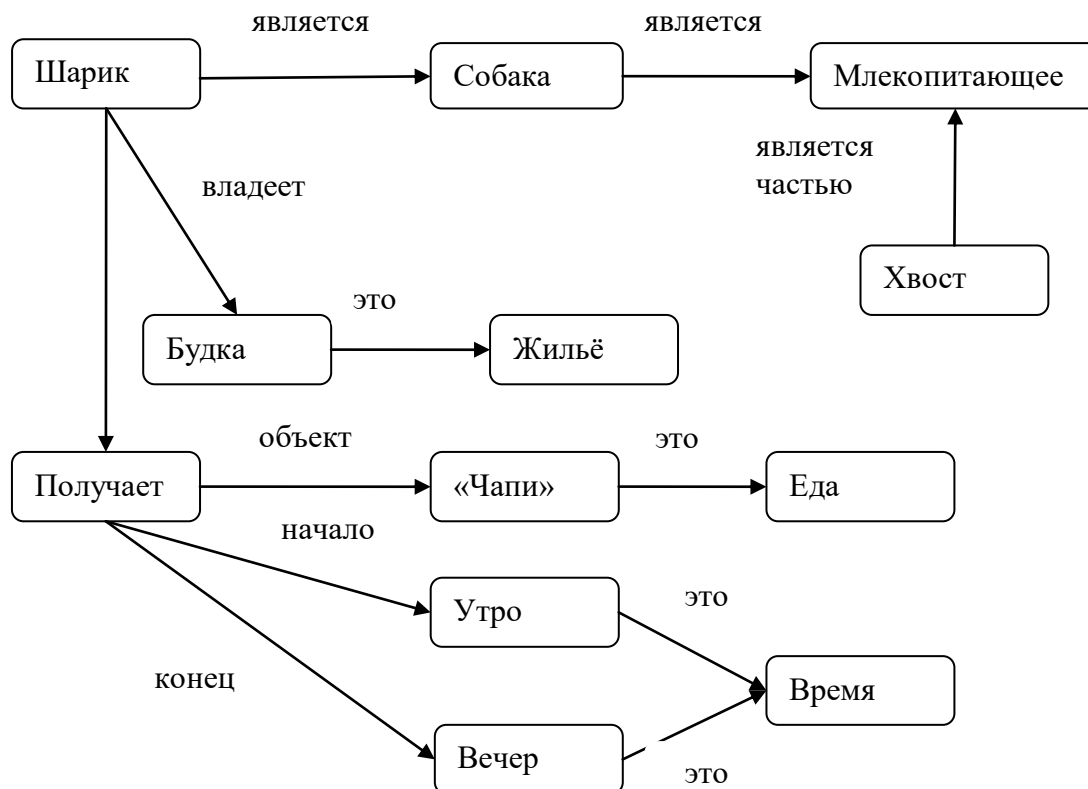 является
является
Шарик
Собака
Млекопитающее
является
частью
владеет
Хвост
это
Будка
Жильё
объект
это
Получает
«Чапи»
Еда
начало
Утро
это
конец
Время
Вечер
это